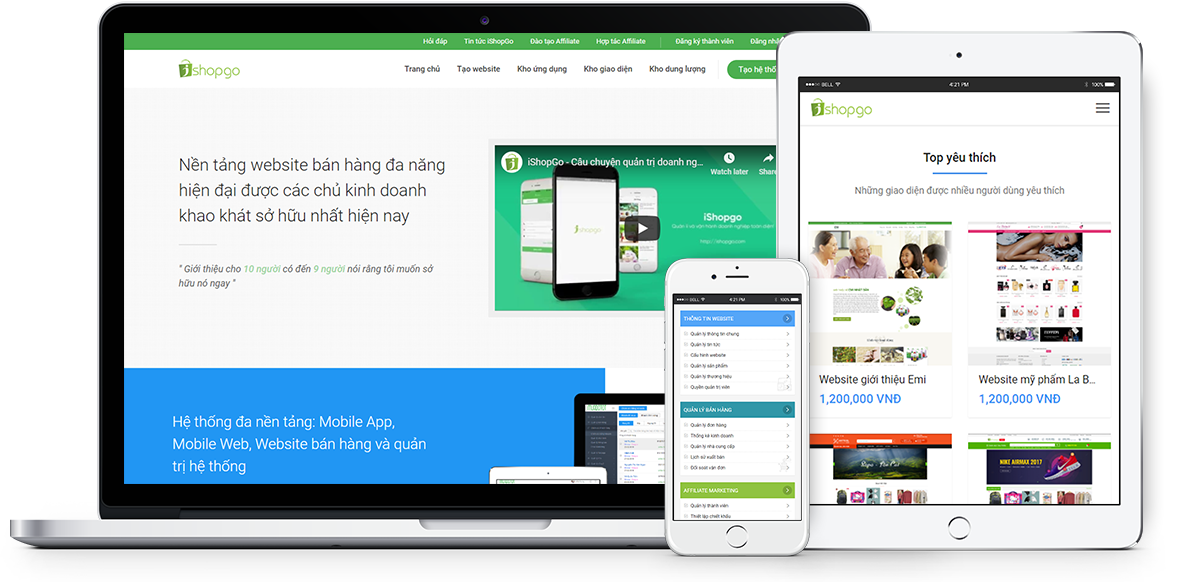 Hỏi đáp
Tin tức iShopGo
Đào tạo Affiliate
Hợp tác Affiliate
Đăng ký thành viên
ishopgo
Trang chủ
Tạo website
Kho ứng dụng
Kho giao diện
Kho dung lượng
Tạo hệ
Nền tảng website bán hàng đa năng
hiện đại được các chủ kinh doanh
khao khát sở hữu nhất hiện nay
" Giới thiệu cho 10 người có đến 9 người nói rằng tôi muốn sở
hữu nó ngay "
iShopGo - Câu chuyện quản trị doanh ng...
Watch later
Share
ishopgo
iShopgo
Hệ thống đa nền tảng: Mobile App,
Mobile Web, Website bán hàng và quản
trị hệ thống
BELL
4:21 PM
100%
THÔNG TIN WEBSITE
Quản lý thông tin chung
Quản lý tin tức
Cấu hình website
Quản lý sản phẩm
Quản lý thương hiệu
Quyền quản trị viên
QUẢN LÝ BÁN HÀNG
Quản lý đơn hàng
Thống kê kinh doanh
Quản lý nhà cung cấp
Lịch sử xuất bán
Đối soát vận đơn
AFFILIATE MARKETING
Quản lý thành viên
Thiết lập chiết khấu
BELL
4:21 PM
100%
ishopgo
Top yêu thích
Những giao diện được nhiều người dùng yêu thích
Website giới thiệu Emi
1,200,000 VNĐ
Website mỹ phẩm La B...
1,200,000 VNĐ
NIKE AIRMAX 2017